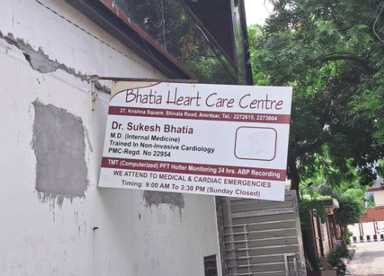 Bhatia Heart Care Centre
27, Krishna Square, Shivala Road, Amritsar, Tel.: 2272615, 2273604
Dr. Sukesh Bhatia
M.D. (Internal Medicine)
Trained In Non-Invasive Cardiology
PMC-Regd. No 22954
TMT (Computerized) PFT Holter Monitoring 24 hrs. ABP Recording
WE ATTEND TO MEDICAL & CARDIAC EMERGENCIES
Timing: 9:00 AM To 3:30 PM (Sunday Closed)